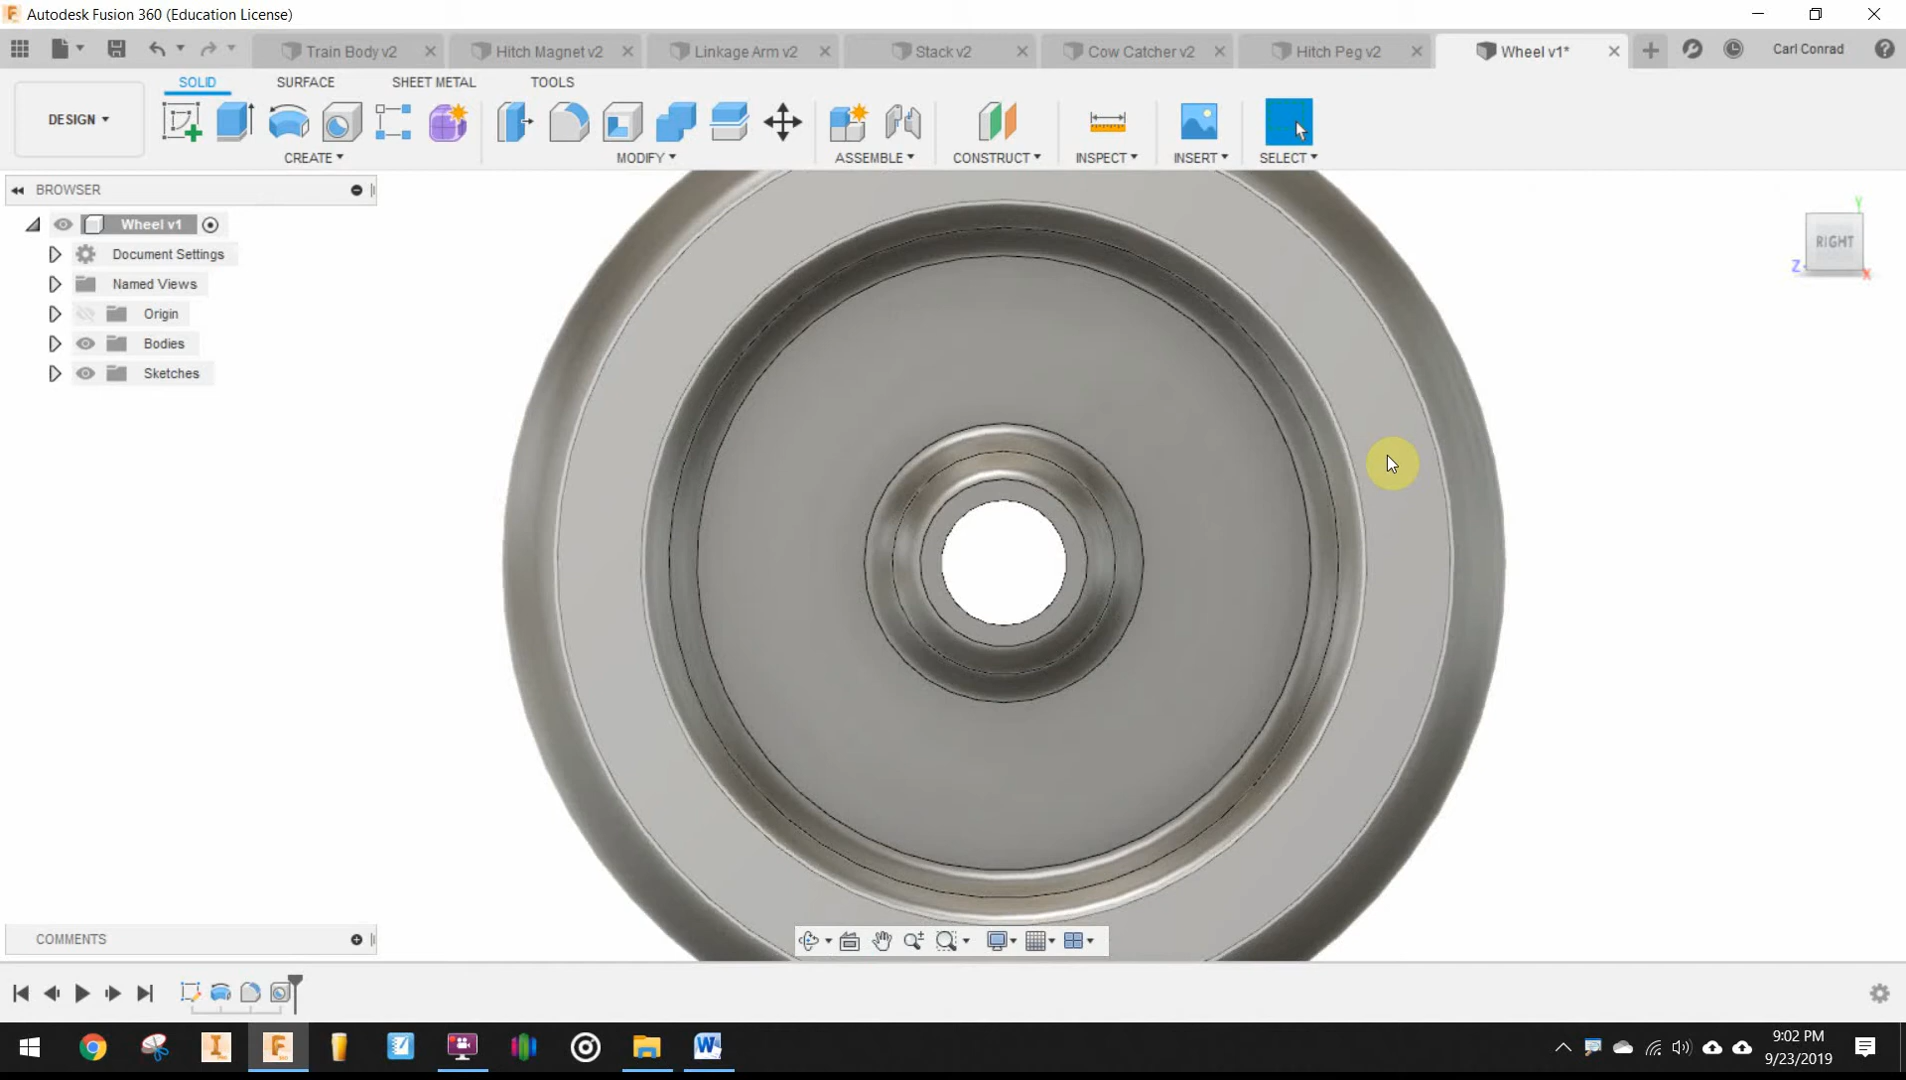 Autodesk Fusion 360 (Education License)
Train Body v2
Hitch Magnet v2
Linkage Arm v2
Stack v2
Cow Catcher v2
Hitch Peg v2
Wheel v1*
Carl Conrad
SOLID
SURFACE
SHEET METAL
TOOLS
DESIGN
CREATE
MODIFY
ASSEMBLE
CONSTRUCT
INSPECT
INSERT
SELECT
BROWSER
Wheel v1
Document Settings
Named Views
Origin
Bodies
Sketches
Y
RIGHT
Z
X
COMMENTS
9:02 PM
9/23/2019